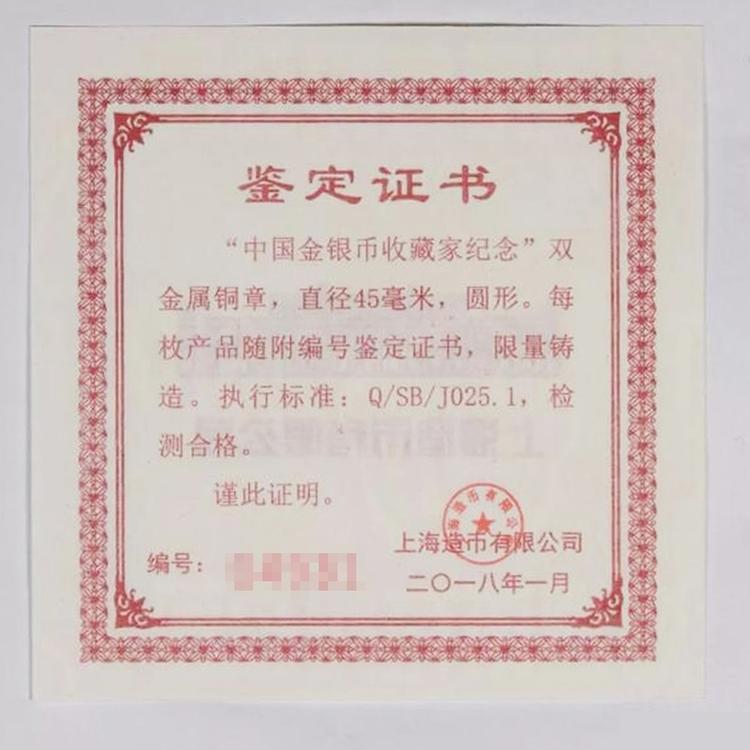 鉴定证书
“中国金银币收藏家纪念”双
金属铜章，直径45毫米，圆形。每
枚产品随附编号鉴定证书，限量铸
造。执行标准：Q/SB/J025.1，检
测合格。
谨此证明。
上海造币有限公司
编号：
二〇一八年一月